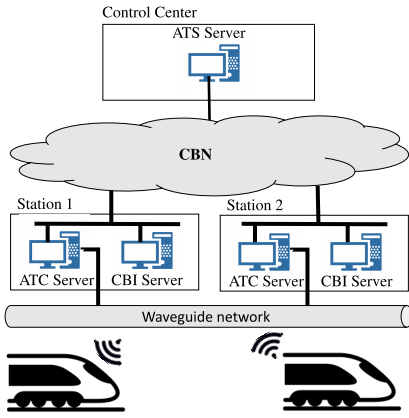 Control Center
ATS Server
CBN
Station 1
Station 2
ATC Server
CBI Server
ATC Server
CBI Server
Waveguide network